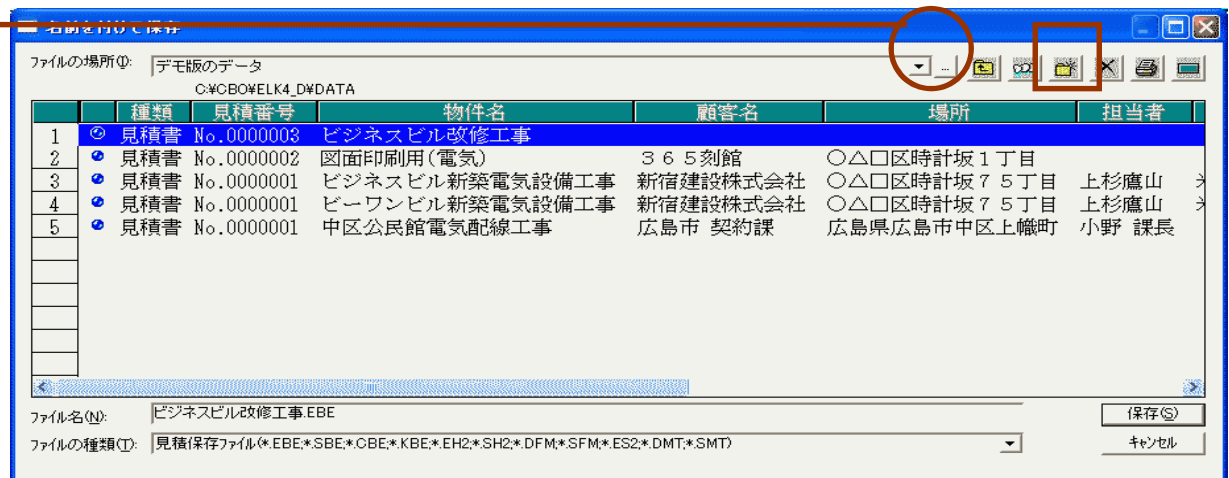 名前を付けて保存
ファイルの場所(I): デモ版のデータ ...
C:¥CBO¥ELK4_D¥DATA
種類 見積番号 物件名 顧客名 場所 担当者
1 見積書 No.0000003 ビジネスビル改修工事
2 見積書 No.0000002 図面印刷用(電気) 365刻館 〇△□区時計坂1丁目
3 見積書 No.0000001 ビジネスビル新築電気設備工事 新宿建設株式会社 〇△□区時計坂75丁目 上杉鷹山
4 見積書 No.0000001 ビーワンビル新築電気設備工事 新宿建設株式会社 〇△□区時計坂75丁目 上杉鷹山
5 見積書 No.0000001 中区公民館電気配線工事 広島市 契約課 広島県広島市中区上幟町 小野 課長
ファイル名(N): ビジネスビル改修工事.EBE 保存(S)
ファイルの種類(T): 見積保存ファイル(*.EBE;*.SBE;*.CBE;*.KBE;*.EH2;*.SH2;*.DFM;*.SFM;*.ES2;*.DMT;*.SMT) キャンセル